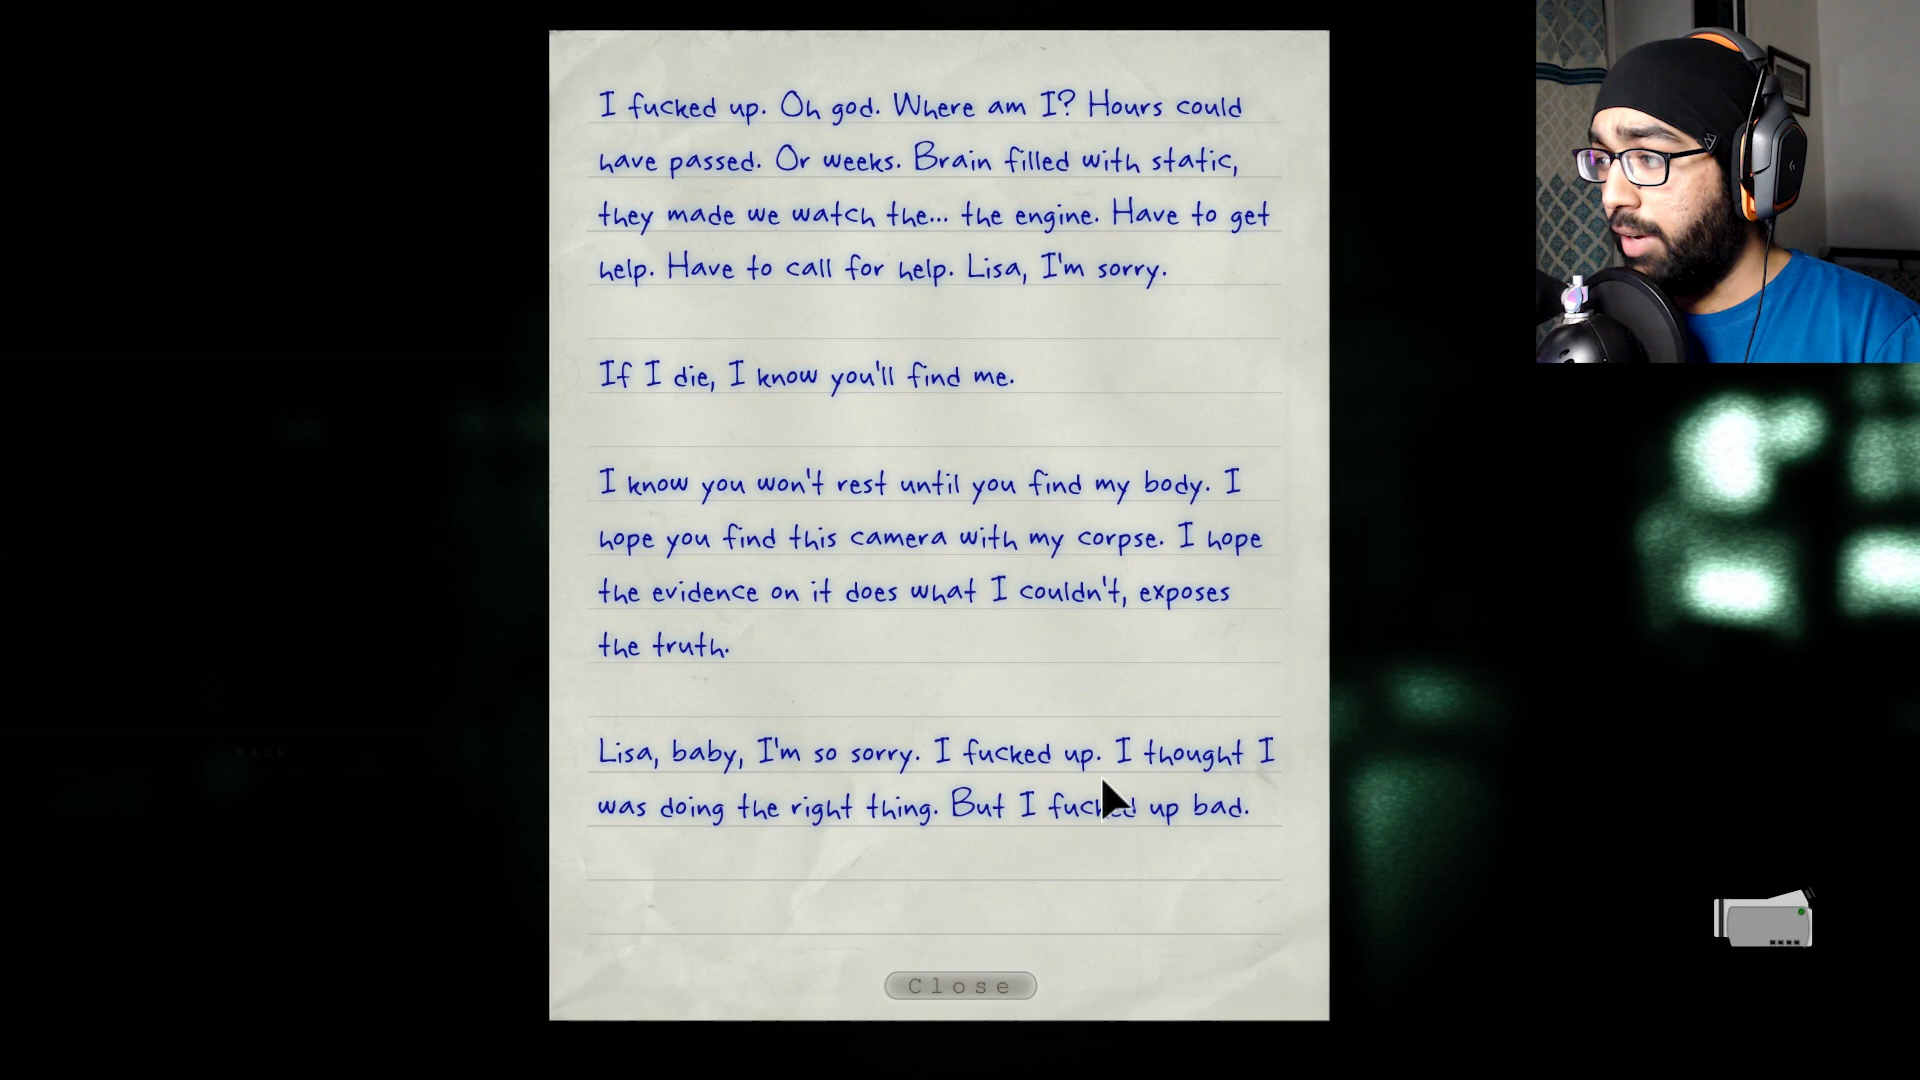 I fucked up. Oh god. Where am I? Hours could
have passed. Or weeks. Brain filled with static,
they made we watch the... the engine. Have to get
help. Have to call for help. Lisa, I'm sorry.
If I die, I know you'll find me.
I know you won't rest until you find my body. I
hope you find this camera with my corpse. I hope
the evidence on it does what I couldn't, exposes
the truth.
Back
Lisa, baby, I'm so sorry. I fucked up. I thought I
was doing the right thing. But I fucked up bad.
Close